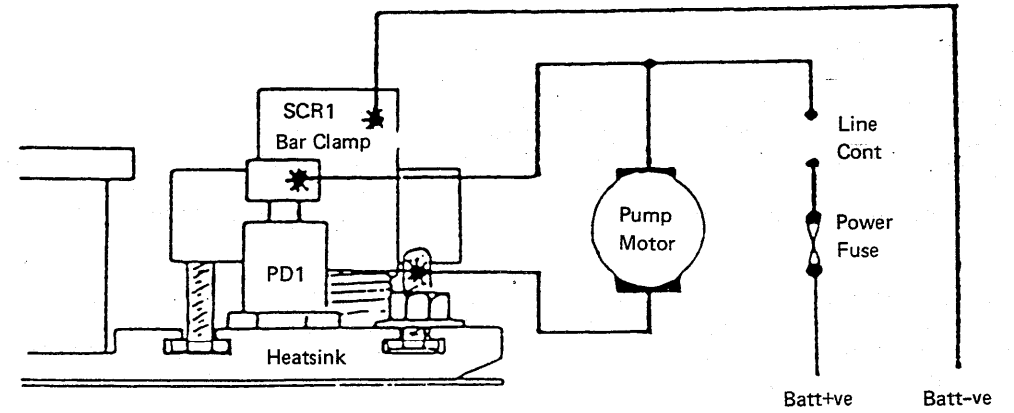 SCR1
Bar Clamp
Line
Cont
Pump
Motor
Power
Fuse
PD1
Heatsink
Batt+ve
Batt-ve